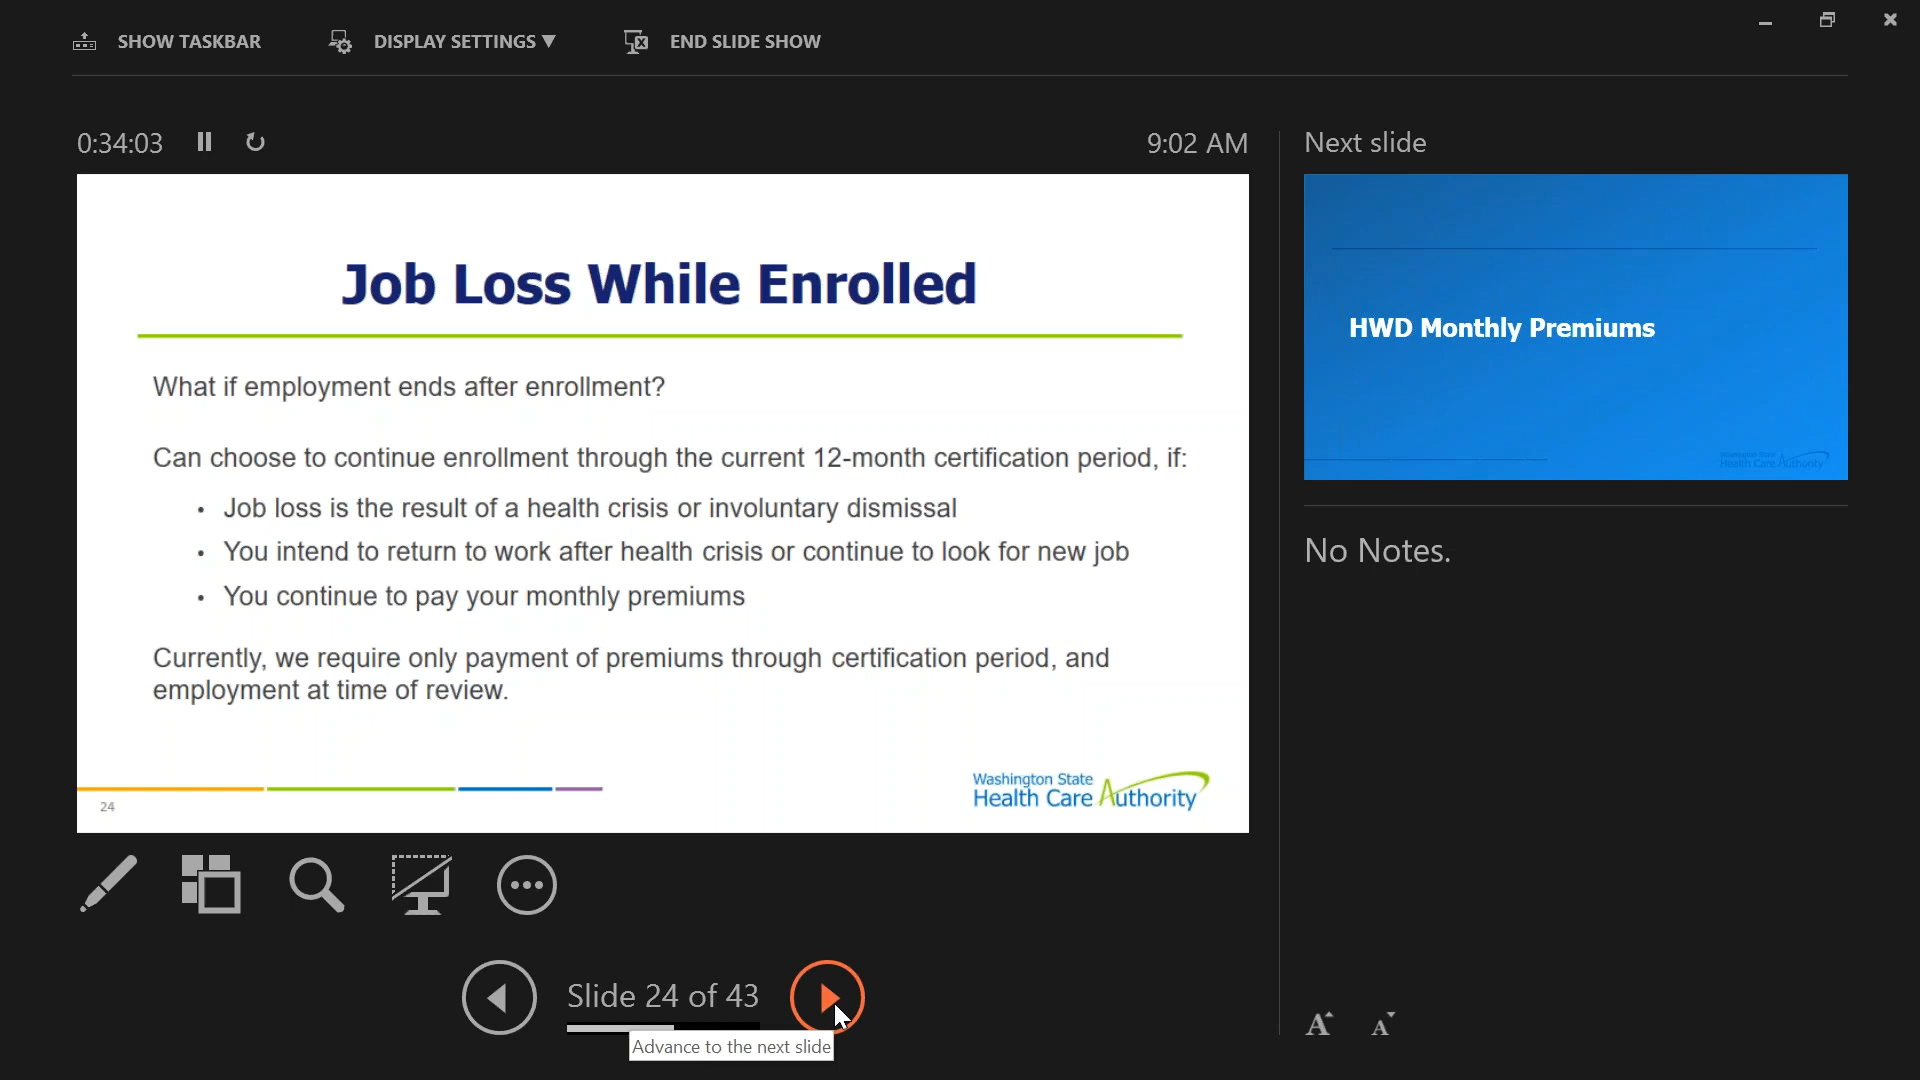 SHOW TASKBAR
DISPLAY SETTINGS ▼
END SLIDE SHOW
0:34:03
9:02 AM
Next slide
Job Loss While Enrolled
What if employment ends after enrollment?
Can choose to continue enrollment through the current 12-month certification period, if:
• Job loss is the result of a health crisis or involuntary dismissal
• You intend to return to work after health crisis or continue to look for new job
• You continue to pay your monthly premiums
Currently, we require only payment of premiums through certification period, and
employment at time of review.
24
Washington State
Health Care Authority
HWD Monthly Premiums
Washington State
Health Care Authority
No Notes.
Slide 24 of 43
Advance to the next slide
A
A